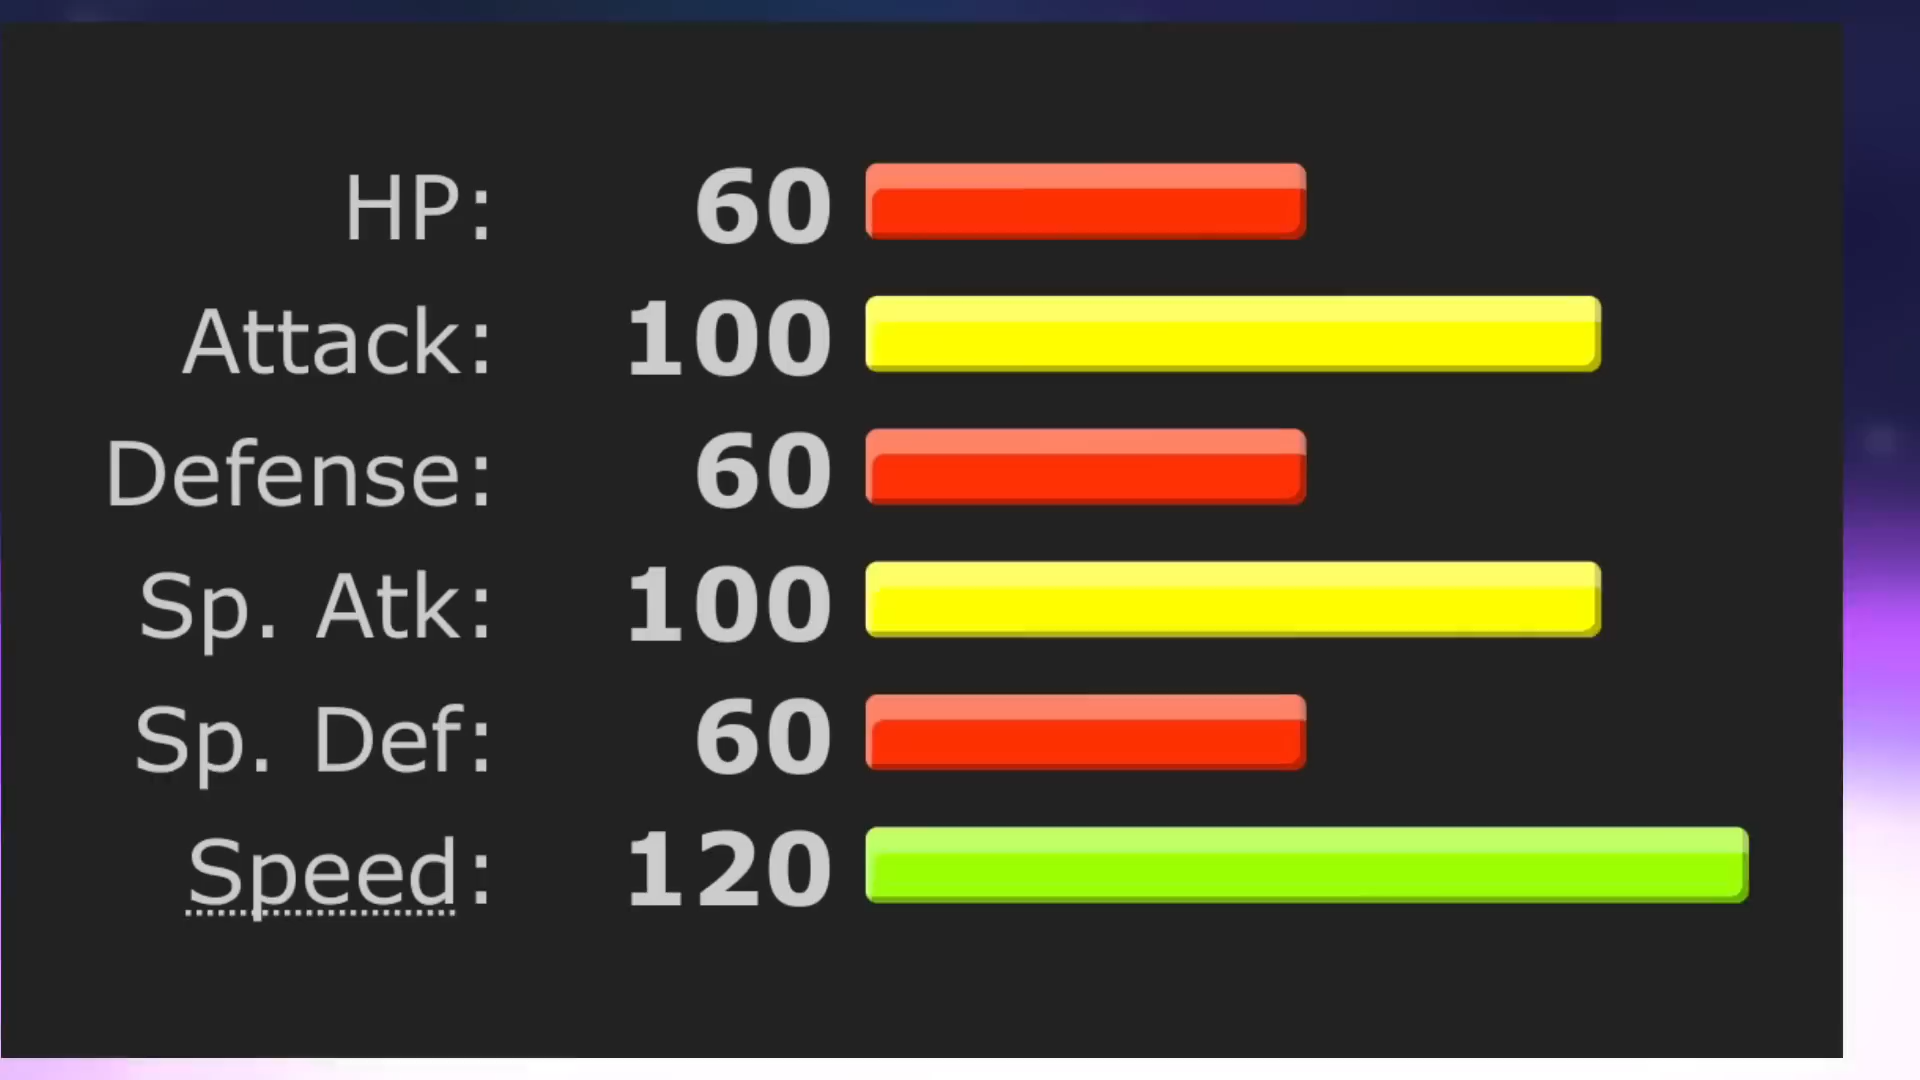 HP: 60
Attack: 100
Defense: 60
Sp. Atk: 100
Sp. Def: 60
Speed: 120